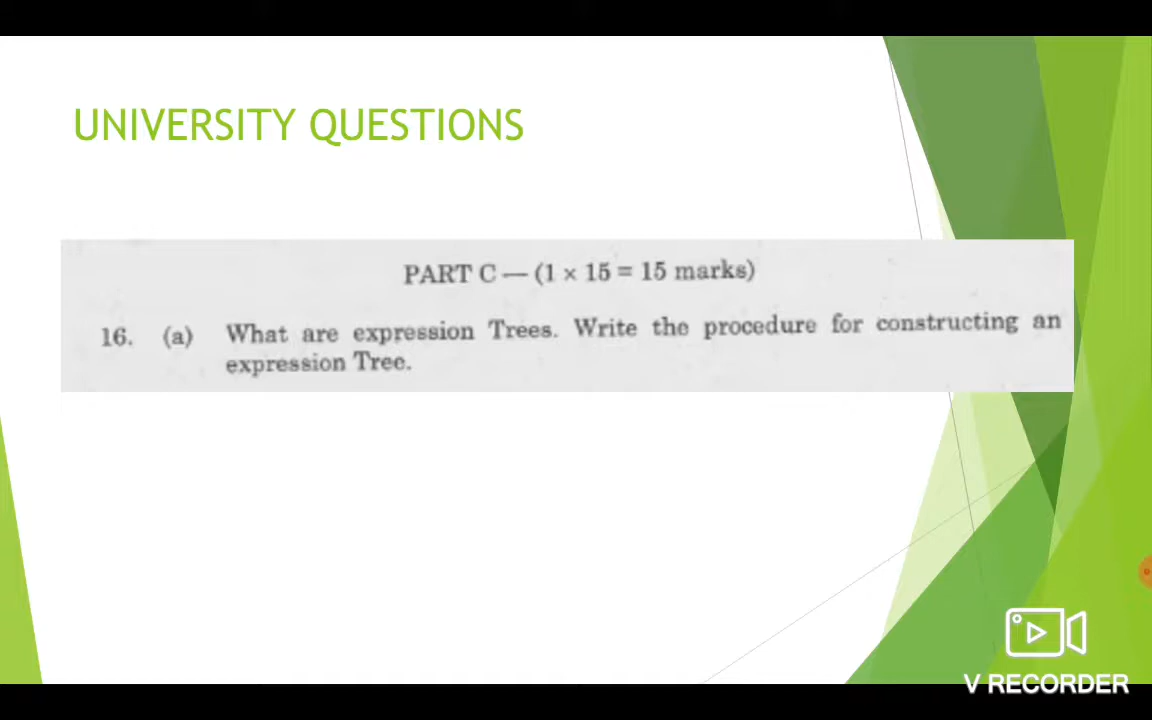 UNIVERSITY QUESTIONS
PART C — (1 × 15 = 15 marks)
16. (a) What are expression Trees. Write the procedure for constructing an
expression Tree.
V RECORDER